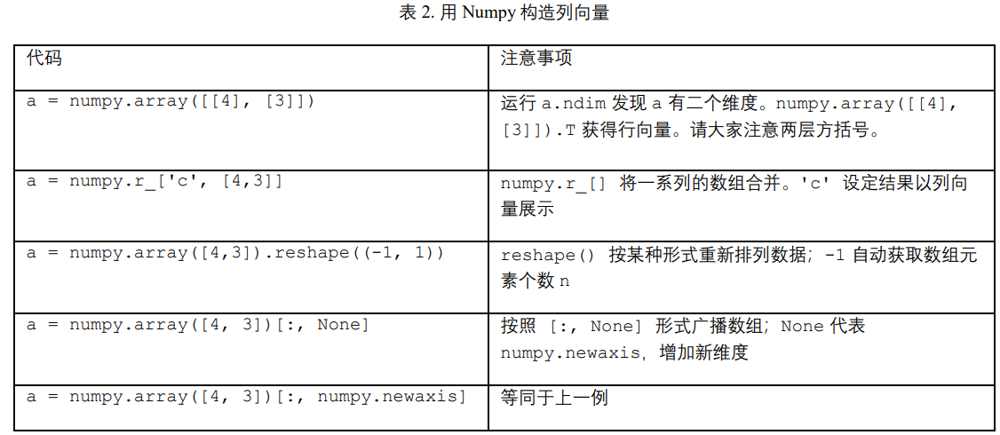 表 2. 用 Numpy 构造列向量
代码
注意事项
a = numpy.array([[4], [3]])
运行 a.ndim 发现 a 有二个维度。numpy.array([[4],
[3]]).T 获得行向量。请大家注意两层方括号。
a = numpy.r_['c', [4,3]]
numpy.r_[] 将一系列的数组合并。'c' 设定结果以列向
量展示
a = numpy.array([4,3]).reshape((-1, 1))
reshape() 按某种形式重新排列数据；-1 自动获取数组元
素个数 n
a = numpy.array([4, 3])[:, None]
按照 [:, None] 形式广播数组；None 代表
numpy.newaxis，增加新维度
a = numpy.array([4, 3])[:, numpy.newaxis]
等同于上一例